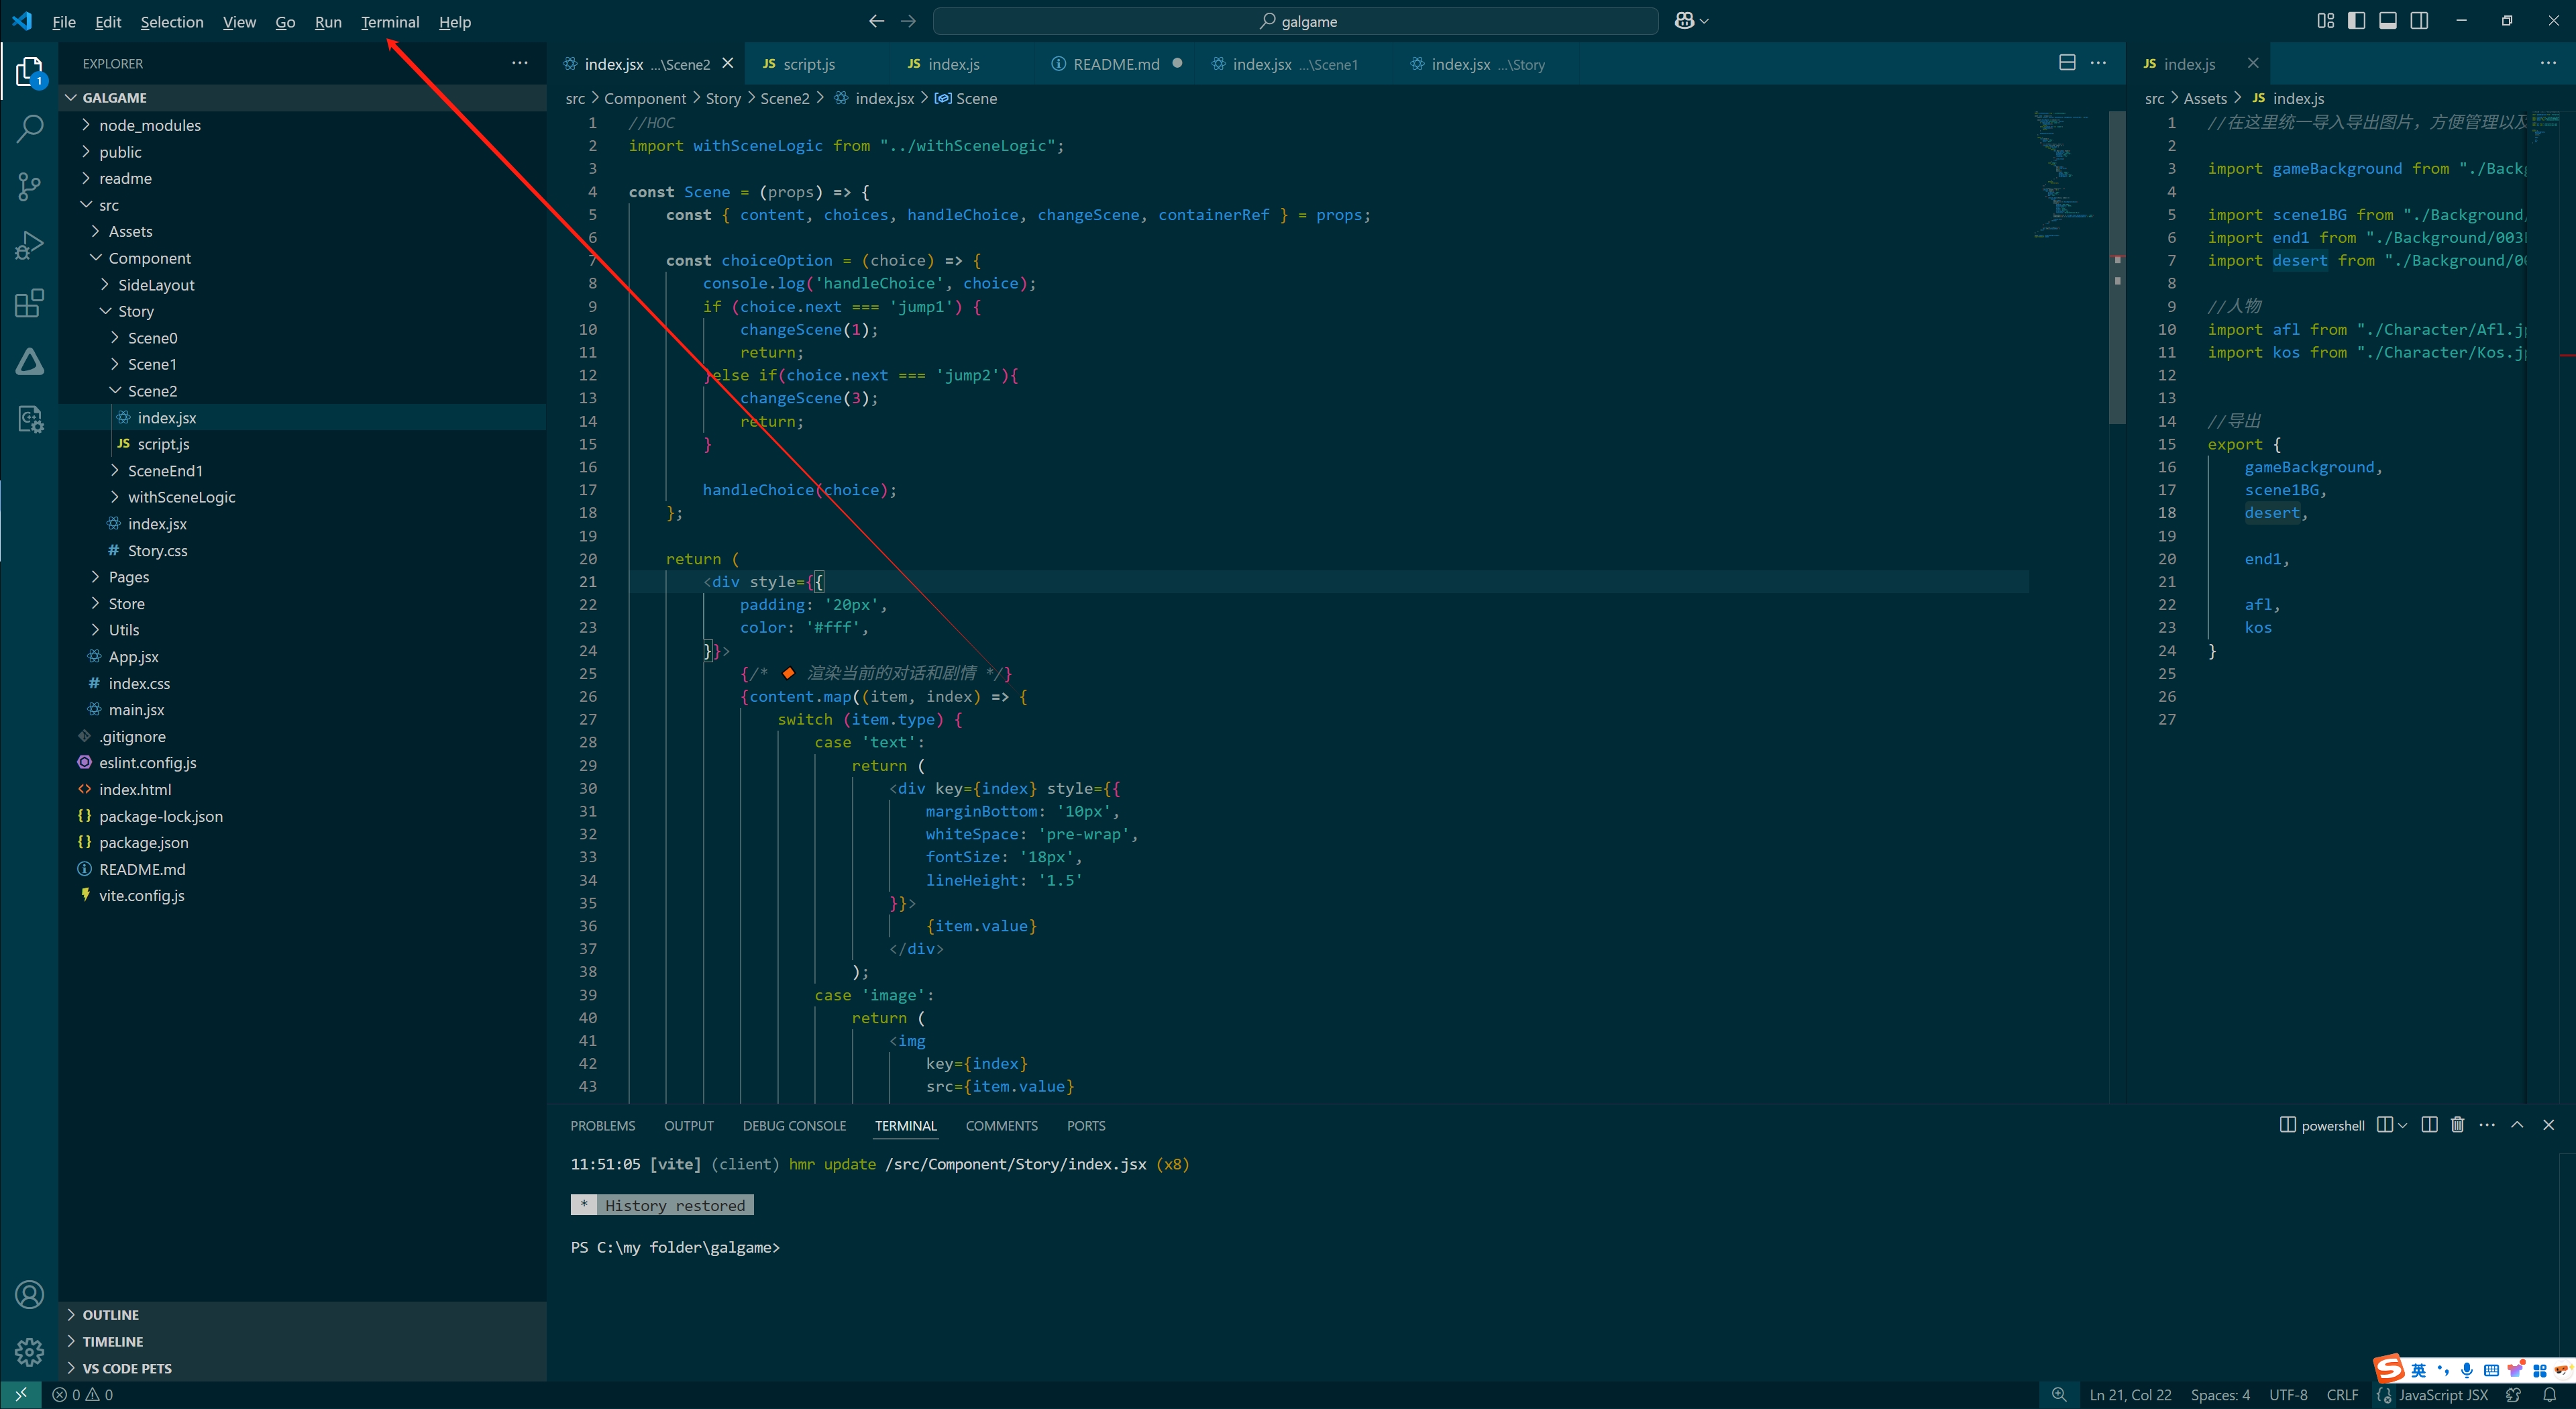 File Edit Selection View Go Run Terminal Help
galgame
1
EXPLORER
GALGAME
node_modules
public
readme
src
Assets
Component
SideLayout
Story
Scene0
Scene1
Scene2
index.jsx
JS script.js
SceneEnd1
withSceneLogic
index.jsx
# Story.css
Pages
Store
Utils
App.jsx
# index.css
main.jsx
.gitignore
eslint.config.js
<> index.html
{} package-lock.json
{} package.json
README.md
vite.config.js
OUTLINE
TIMELINE
VS CODE PETS
index.jsx ...\Scene2 JS script.js JS index.js README.md index.jsx ...\Scene1 index.jsx ...\Story
src > Component > Story > Scene2 > index.jsx > Scene
1 //HOC
2 import withSceneLogic from "../withSceneLogic";
3
4 const Scene = (props) => {
5 const { content, choices, handleChoice, changeScene, containerRef } = props;
6
7 const choiceOption = (choice) => {
8 console.log('handleChoice', choice);
9 if (choice.next === 'jump1') {
10 changeScene(1);
11 return;
12 }else if(choice.next === 'jump2'){
13 changeScene(3);
14 return;
15 }
16
17 handleChoice(choice);
18 };
19
20 return (
21 <div style={{
22 padding: '20px',
23 color: '#fff',
24 }}>
25 {/* 渲染当前的对话和剧情 */}
26 {content.map((item, index) => {
27 switch (item.type) {
28 case 'text':
29 return (
30 <div key={index} style={{
31 marginBottom: '10px',
32 whiteSpace: 'pre-wrap',
33 fontSize: '18px',
34 lineHeight: '1.5'
35 }}>
36 {item.value}
37 </div>
38 );
39 case 'image':
40 return (
41 <img
42 key={index}
43 src={item.value}
JS index.js
src > Assets > JS index.js
1 //在这里统一导入导出图片，方便管理以及
2
3 import gameBackground from "./Back
4
5 import scene1BG from "./Background/
6 import end1 from "./Background/003
7 import desert from "./Background/0
8
9 //人物
10 import afl from "./Character/Afl.j
11 import kos from "./Character/Kos.j
12
13
14 //导出
15 export {
16 gameBackground,
17 scene1BG,
18 desert,
19
20 end1,
21
22 afl,
23 kos
24 }
25
26
27
PROBLEMS OUTPUT DEBUG CONSOLE TERMINAL COMMENTS PORTS
powershell
11:51:05 [vite] (client) hmr update /src/Component/Story/index.jsx (x8)
* History restored
PS C:\my folder\galgame>
S 英
0 0
Ln 21, Col 22 Spaces: 4 UTF-8 CRLF JavaScript JSX